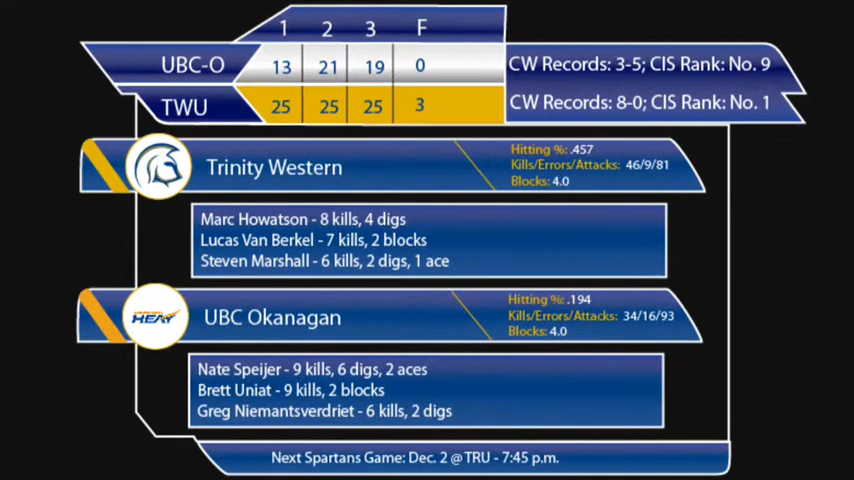 1 2 3 F
UBC-O 13 21 19 0 CW Records: 3-5; CIS Rank: No. 9
TWU 25 25 25 3 CW Records: 8-0; CIS Rank: No. 1
Trinity Western
Hitting %: .457
Kills/Errors/Attacks: 46/9/81
Blocks: 4.0
Marc Howatson - 8 kills, 4 digs
Lucas Van Berkel - 7 kills, 2 blocks
Steven Marshall - 6 kills, 2 digs, 1 ace
HEAT
UBC Okanagan
Hitting %: .194
Kills/Errors/Attacks: 34/16/93
Blocks: 4.0
Nate Speijer - 9 kills, 6 digs, 2 aces
Brett Uniat - 9 kills, 2 blocks
Greg Niemantsverdriet - 6 kills, 2 digs
Next Spartans Game: Dec. 2 @ TRU - 7:45 p.m.